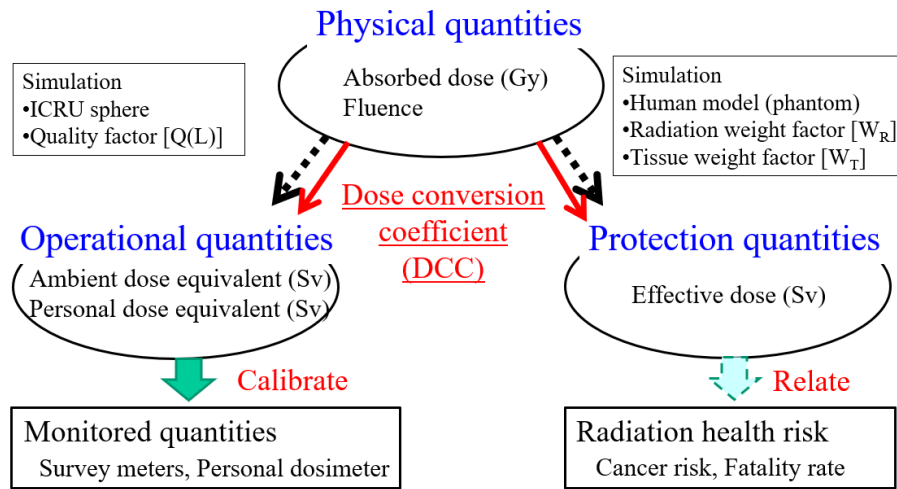 Physical quantities
Simulation
•ICRU sphere
•Quality factor [Q(L)]
Absorbed dose (Gy)
Fluence
Simulation
•Human model (phantom)
•Radiation weight factor [W_R]
•Tissue weight factor [W_T]
Dose conversion
coefficient
(DCC)
Operational quantities
Ambient dose equivalent (Sv)
Personal dose equivalent (Sv)
Protection quantities
Effective dose (Sv)
Calibrate
Relate
Monitored quantities
Survey meters, Personal dosimeter
Radiation health risk
Cancer risk, Fatality rate